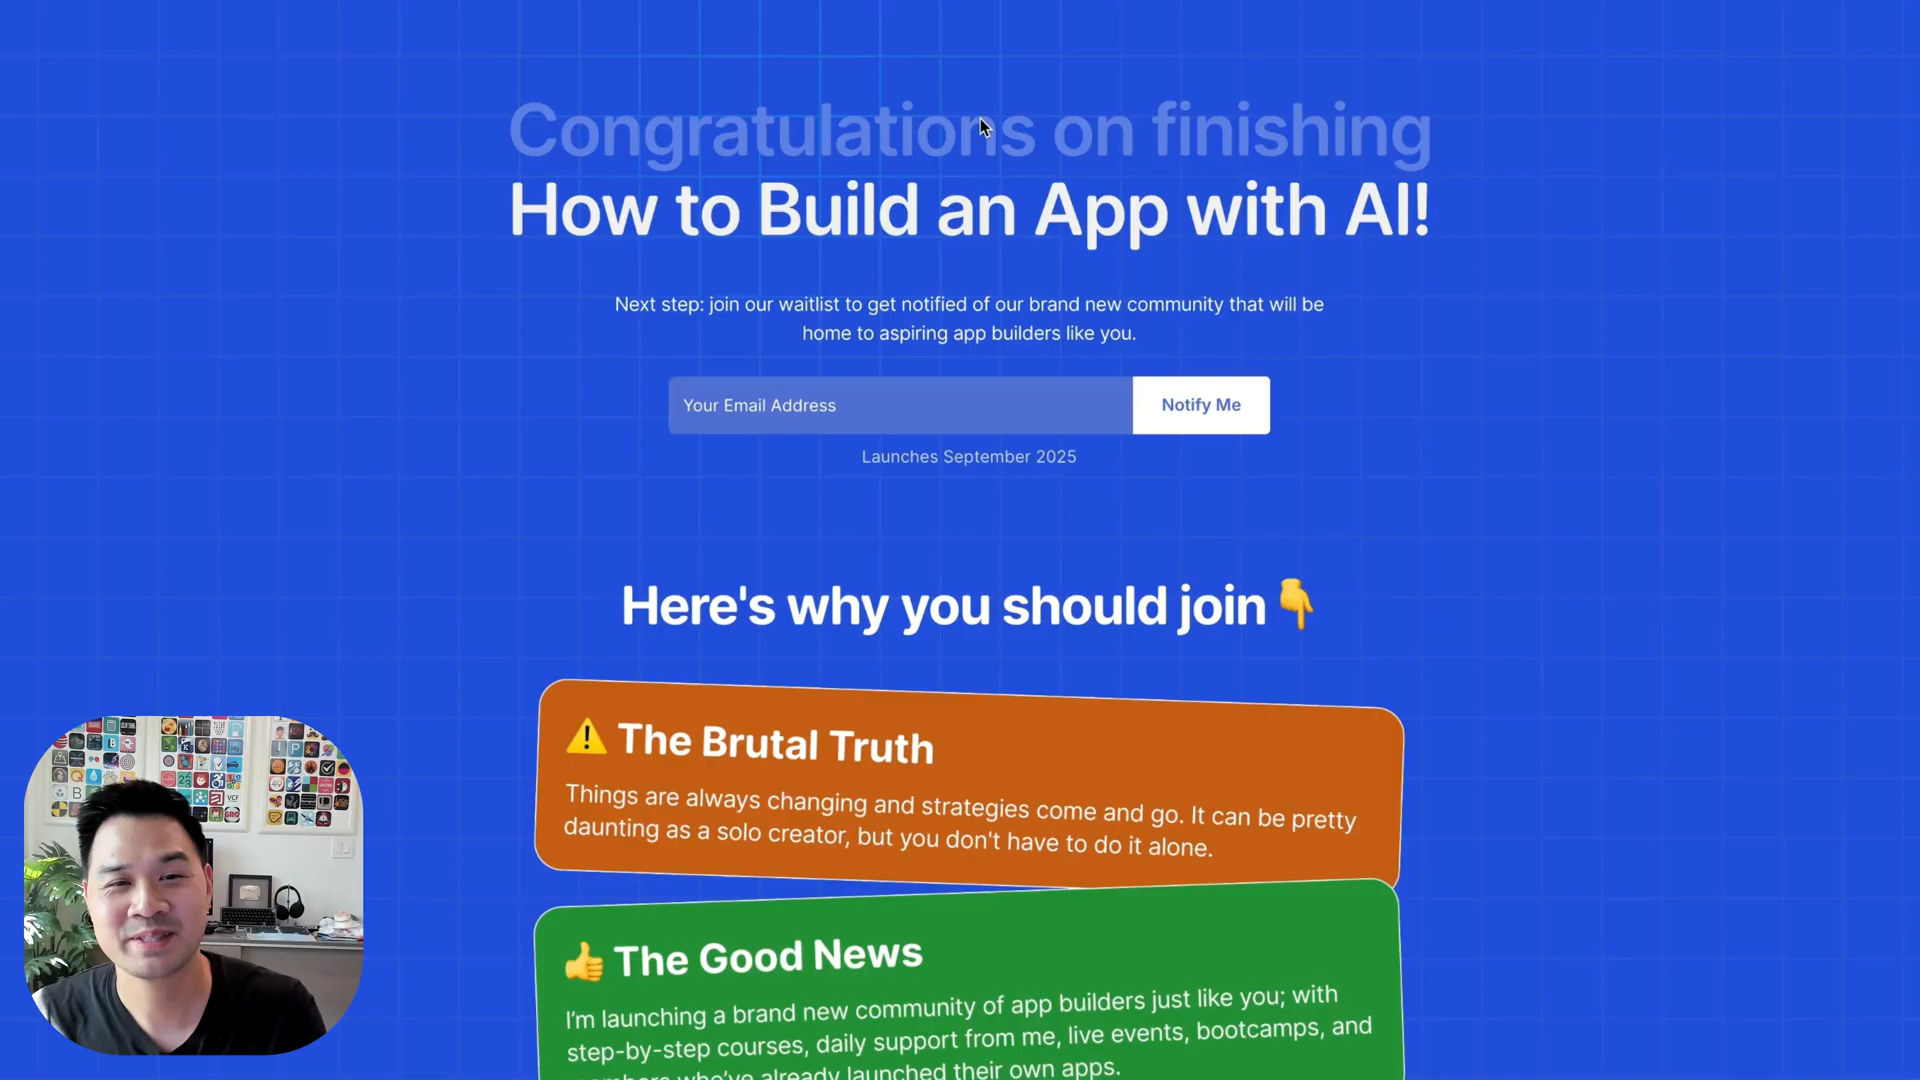 Congratulations on finishing
How to Build an App with AI!
Next step: join our waitlist to get notified of our brand new community that will be
home to aspiring app builders like you.
Your Email Address
Notify Me
Launches September 2025
Here's why you should join👇
⚠️ The Brutal Truth
Things are always changing and strategies come and go. It can be pretty
daunting as a solo creator, but you don't have to do it alone.
👍 The Good News
I'm launching a brand new community of app builders just like you; with
step-by-step courses, daily support from me, live events, bootcamps, and
who've already launched their own apps.